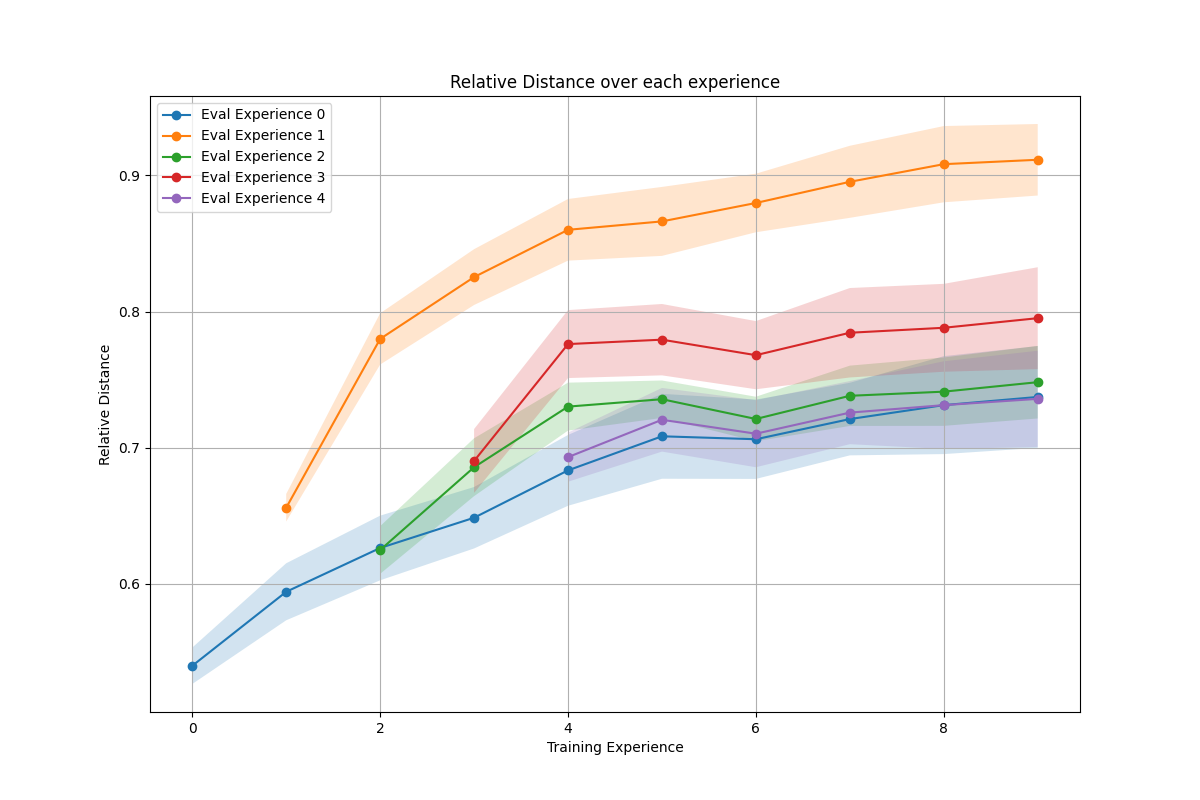 Relative Distance over each experience
Eval Experience 0
Eval Experience 1
Eval Experience 2
Eval Experience 3
Eval Experience 4
0.9
0.8
0.7
0.6
Relative Distance
0 2 4 6 8
Training Experience